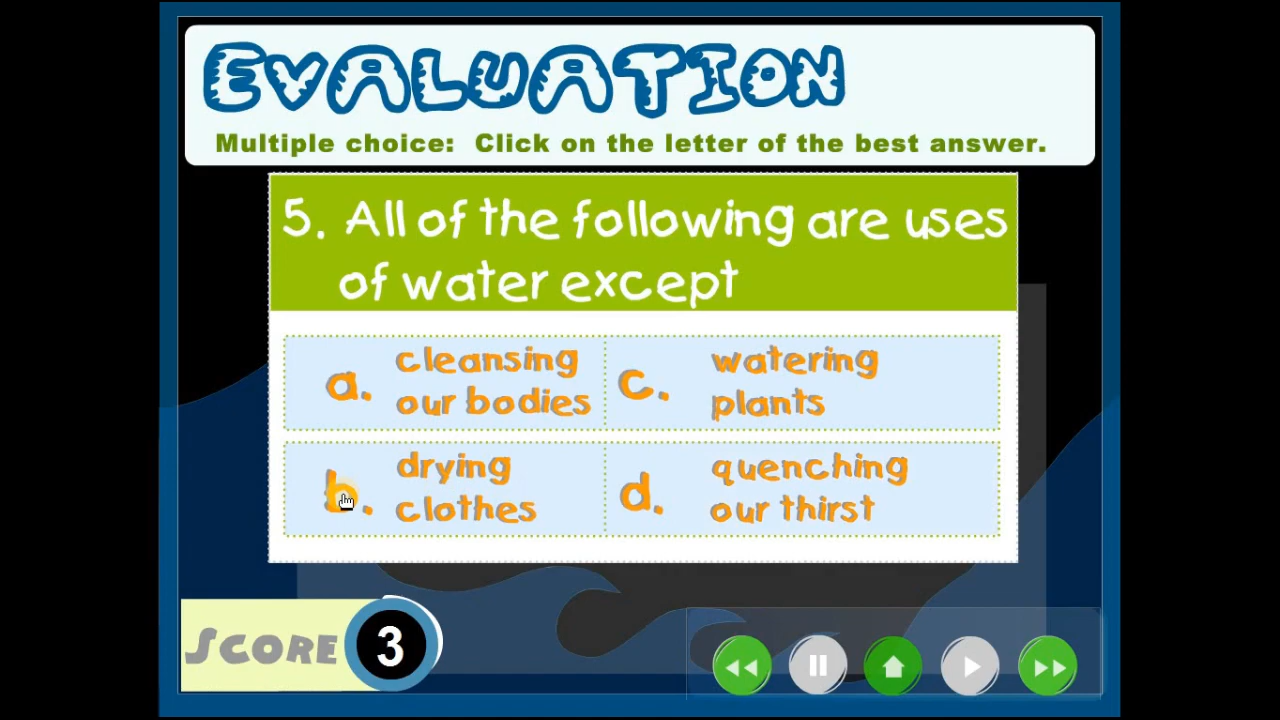 EVALUATION
Multiple choice: Click on the letter of the best answer.
5. All of the following are uses
of water except
a. cleansing
our bodies
c. watering
plants
b. drying
clothes
d. quenching
our thirst
SCORE 3